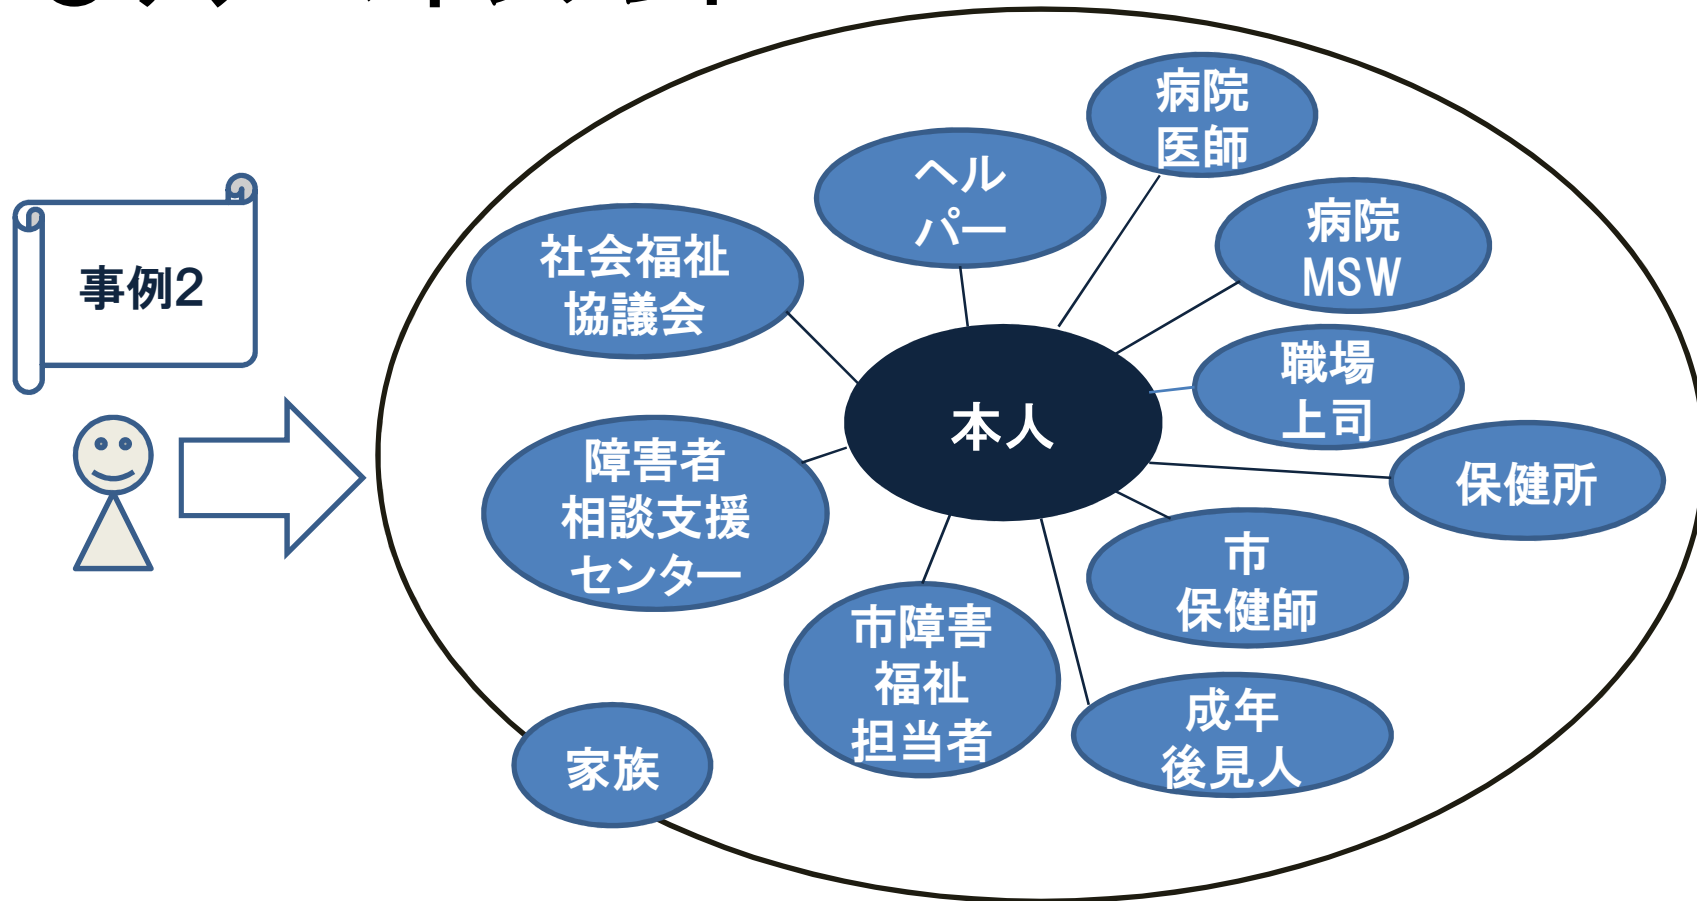 病院
医師
ヘル
パー
病院
MSW
社会福祉
協議会
事例2
職場
上司
本人
保健所
障害者
相談支援
センター
市
保健師
市障害
福祉
担当者
成年
後見人
家族